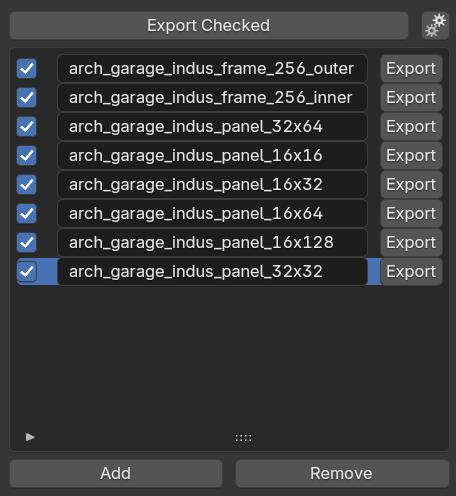 Export Checked
arch_garage_indus_frame_256_outer Export
arch_garage_indus_frame_256_inner Export
arch_garage_indus_panel_32x64 Export
arch_garage_indus_panel_16x16 Export
arch_garage_indus_panel_16x32 Export
arch_garage_indus_panel_16x64 Export
arch_garage_indus_panel_16x128 Export
arch_garage_indus_panel_32x32 Export
Add Remove